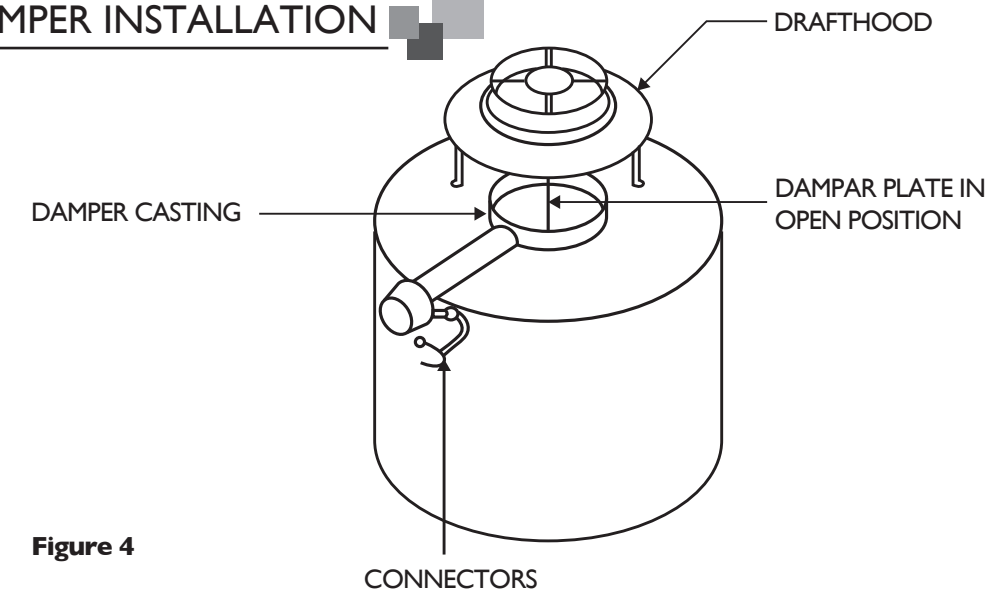 MPER INSTALLATION
DRAFTHOOD
DAMPER CASTING
DAMPAR PLATE IN
OPEN POSITION
Figure 4
CONNECTORS